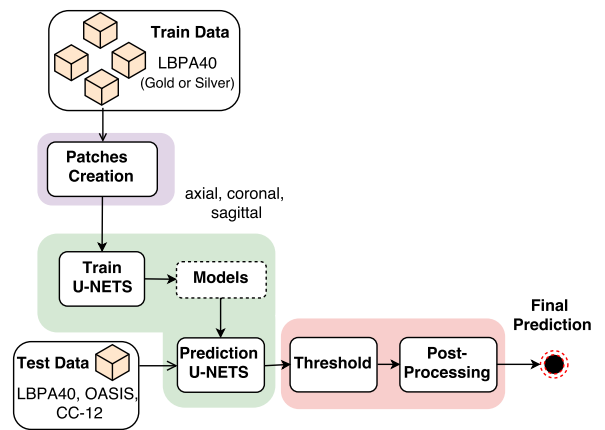 Train Data
LBPA40
(Gold or Silver)
Patches
Creation
axial, coronal,
sagittal
Train
U-NETS
Models
Final
Prediction
Test Data
LBPA40, OASIS,
CC-12
Prediction
U-NETS
Threshold
Post-
Processing